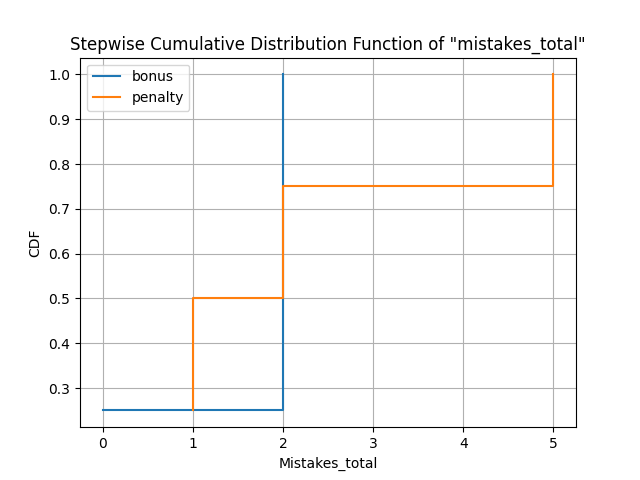 Stepwise Cumulative Distribution Function of "mistakes_total"
bonus
penalty
1.0
0.9
0.8
0.7
0.6
0.5
0.4
0.3
CDF
0 1 2 3 4 5
Mistakes_total